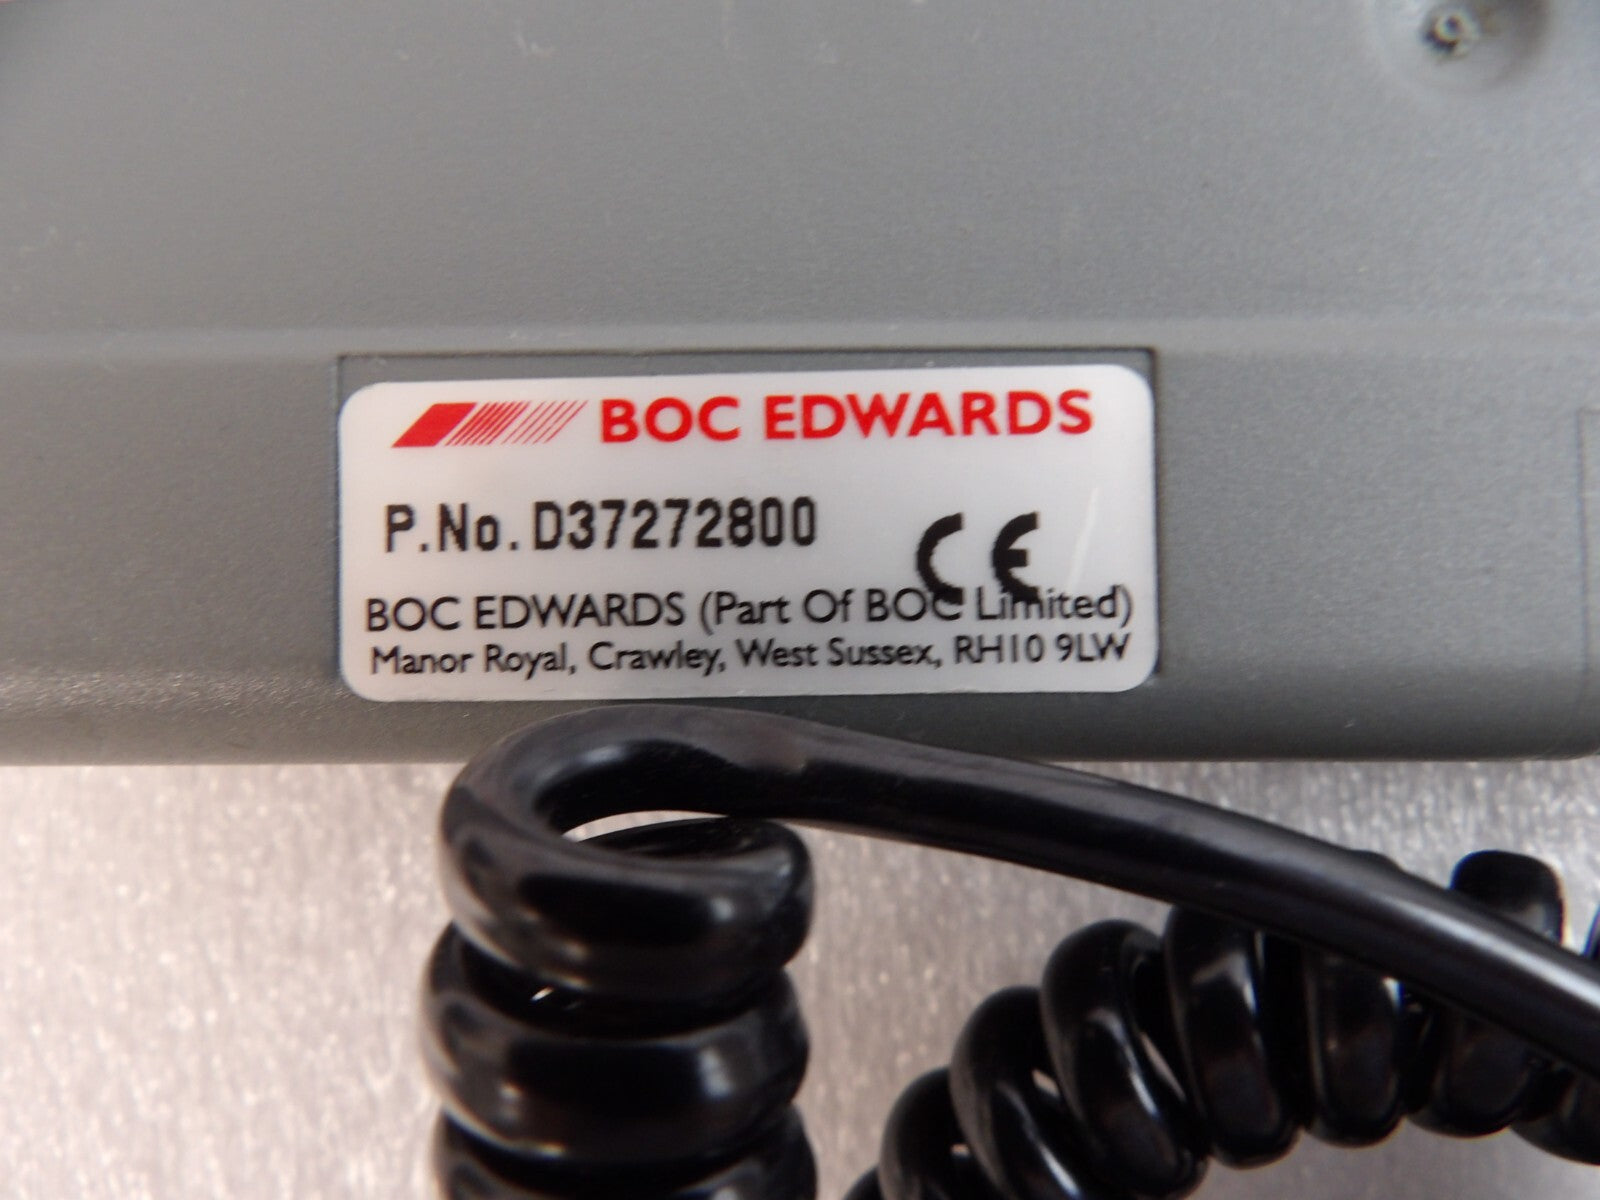 BOC EDWARDS
P.No.D37272800 CE
BOC EDWARDS (Part Of BOC Limited)
Manor Royal, Crawley, West Sussex, RH10 9LW